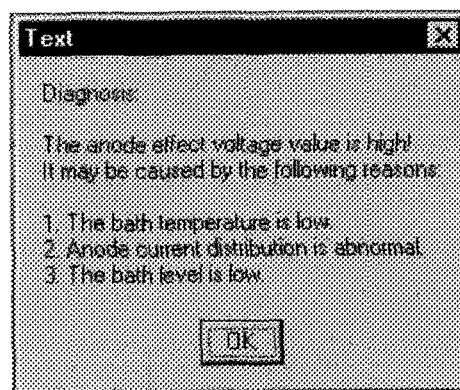 Text
Diagnosis:
The anode effect voltage value is high!
It may be caused by the following reasons:
1. The bath temperature is low.
2. Anode current distribution is abnormal.
3. The bath level is low.
OK